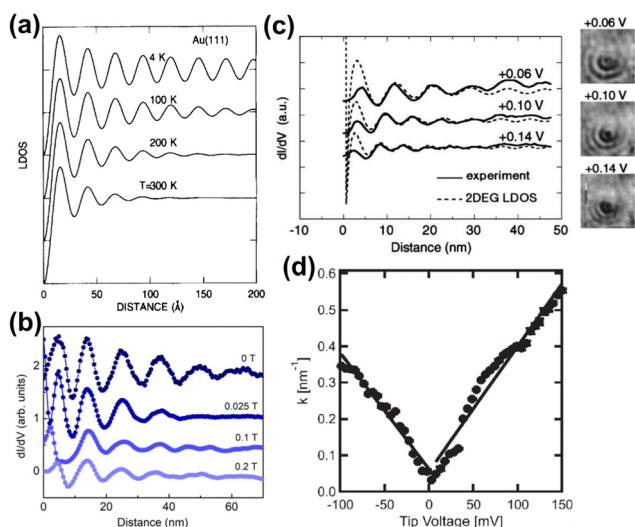 (a)
Au(111)
4 K
100 K
200 K
T=300 K
LDOS
0 50 100 150 200
DISTANCE (Å)
(b)
dI/dV (arb. units)
2
1
0
0 T
0.025 T
0.1 T
0.2 T
0 20 40 60
Distance (nm)
(c)
dI/dV (a.u.)
+0.06 V
+0.10 V
+0.14 V
experiment
2DEG LDOS
-10 0 10 20 30 40 50
Distance (nm)
+0.06 V
+0.10 V
+0.14 V
(d)
k [nm⁻¹]
0.6
0.5
0.4
0.3
0.2
0.1
0.0
-100 -50 0 50 100 150
Tip Voltage [mV]